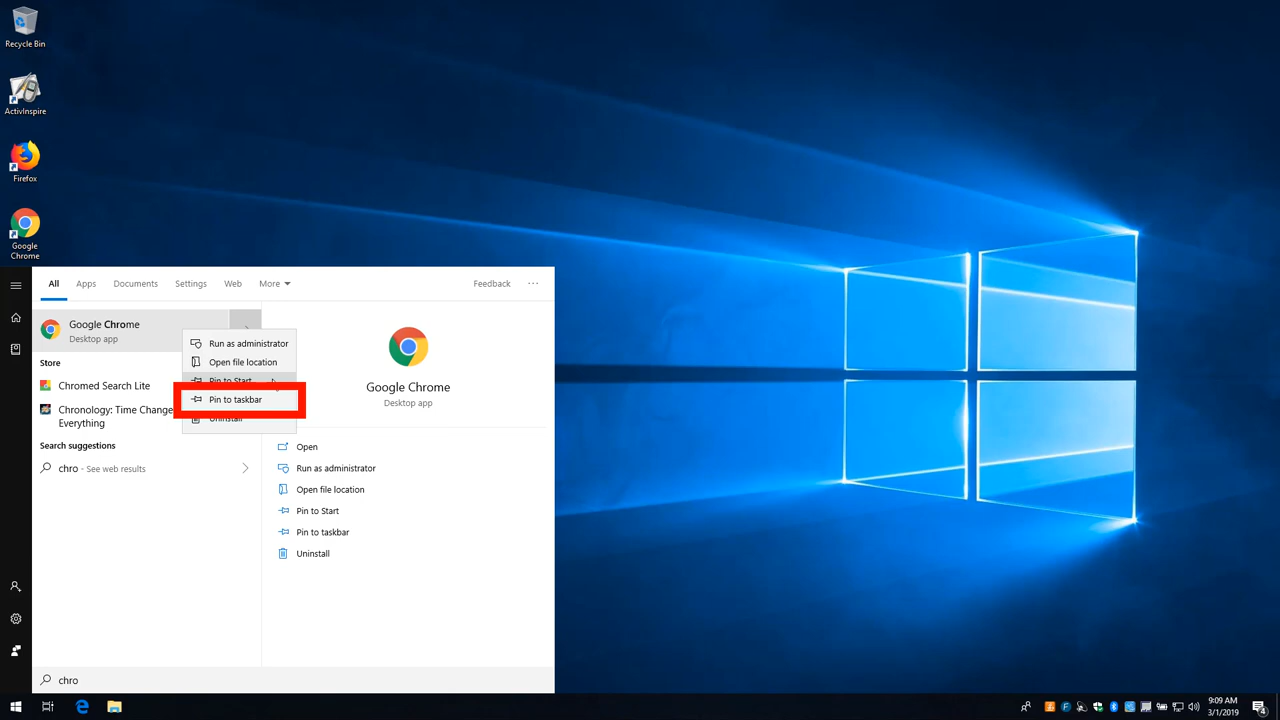 Recycle Bin
ActivInspire
Firefox
Google
Chrome
All Apps Documents Settings Web More Feedback ...
Google Chrome
Desktop app
Store
Chromed Search Lite
Chronology: Time Change
Everything
Search suggestions
chro - See web results
Run as administrator
Open file location
Pin to Start
Pin to taskbar
Uninstall
Google Chrome
Desktop app
Open
Run as administrator
Open file location
Pin to Start
Pin to taskbar
Uninstall
chro
9:09 AM
3/1/2019
4